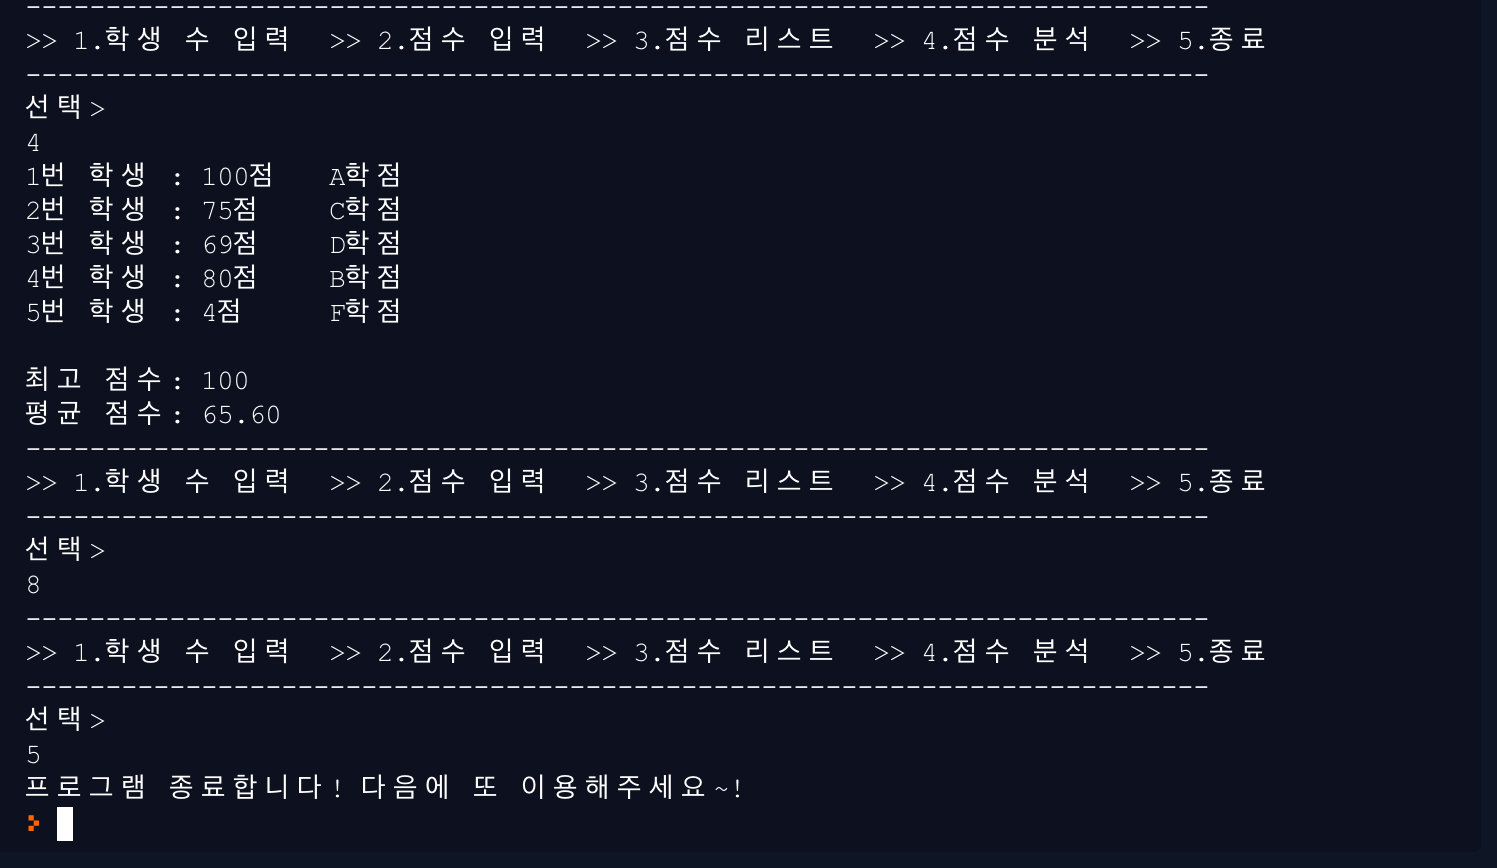 --------------------------------------------------------------------------
>> 1.학생 수 입력  >> 2.점수 입력  >> 3.점수 리스트  >> 4.점수 분석  >> 5.종료
--------------------------------------------------------------------------
선택>
4
1번 학생 : 100점   A학점
2번 학생 : 75점    C학점
3번 학생 : 69점    D학점
4번 학생 : 80점    B학점
5번 학생 : 4점     F학점

최고 점수: 100
평균 점수: 65.60
--------------------------------------------------------------------------
>> 1.학생 수 입력  >> 2.점수 입력  >> 3.점수 리스트  >> 4.점수 분석  >> 5.종료
--------------------------------------------------------------------------
선택>
8
--------------------------------------------------------------------------
>> 1.학생 수 입력  >> 2.점수 입력  >> 3.점수 리스트  >> 4.점수 분석  >> 5.종료
--------------------------------------------------------------------------
선택>
5
프로그램 종료합니다! 다음에 또 이용해주세요~!
>